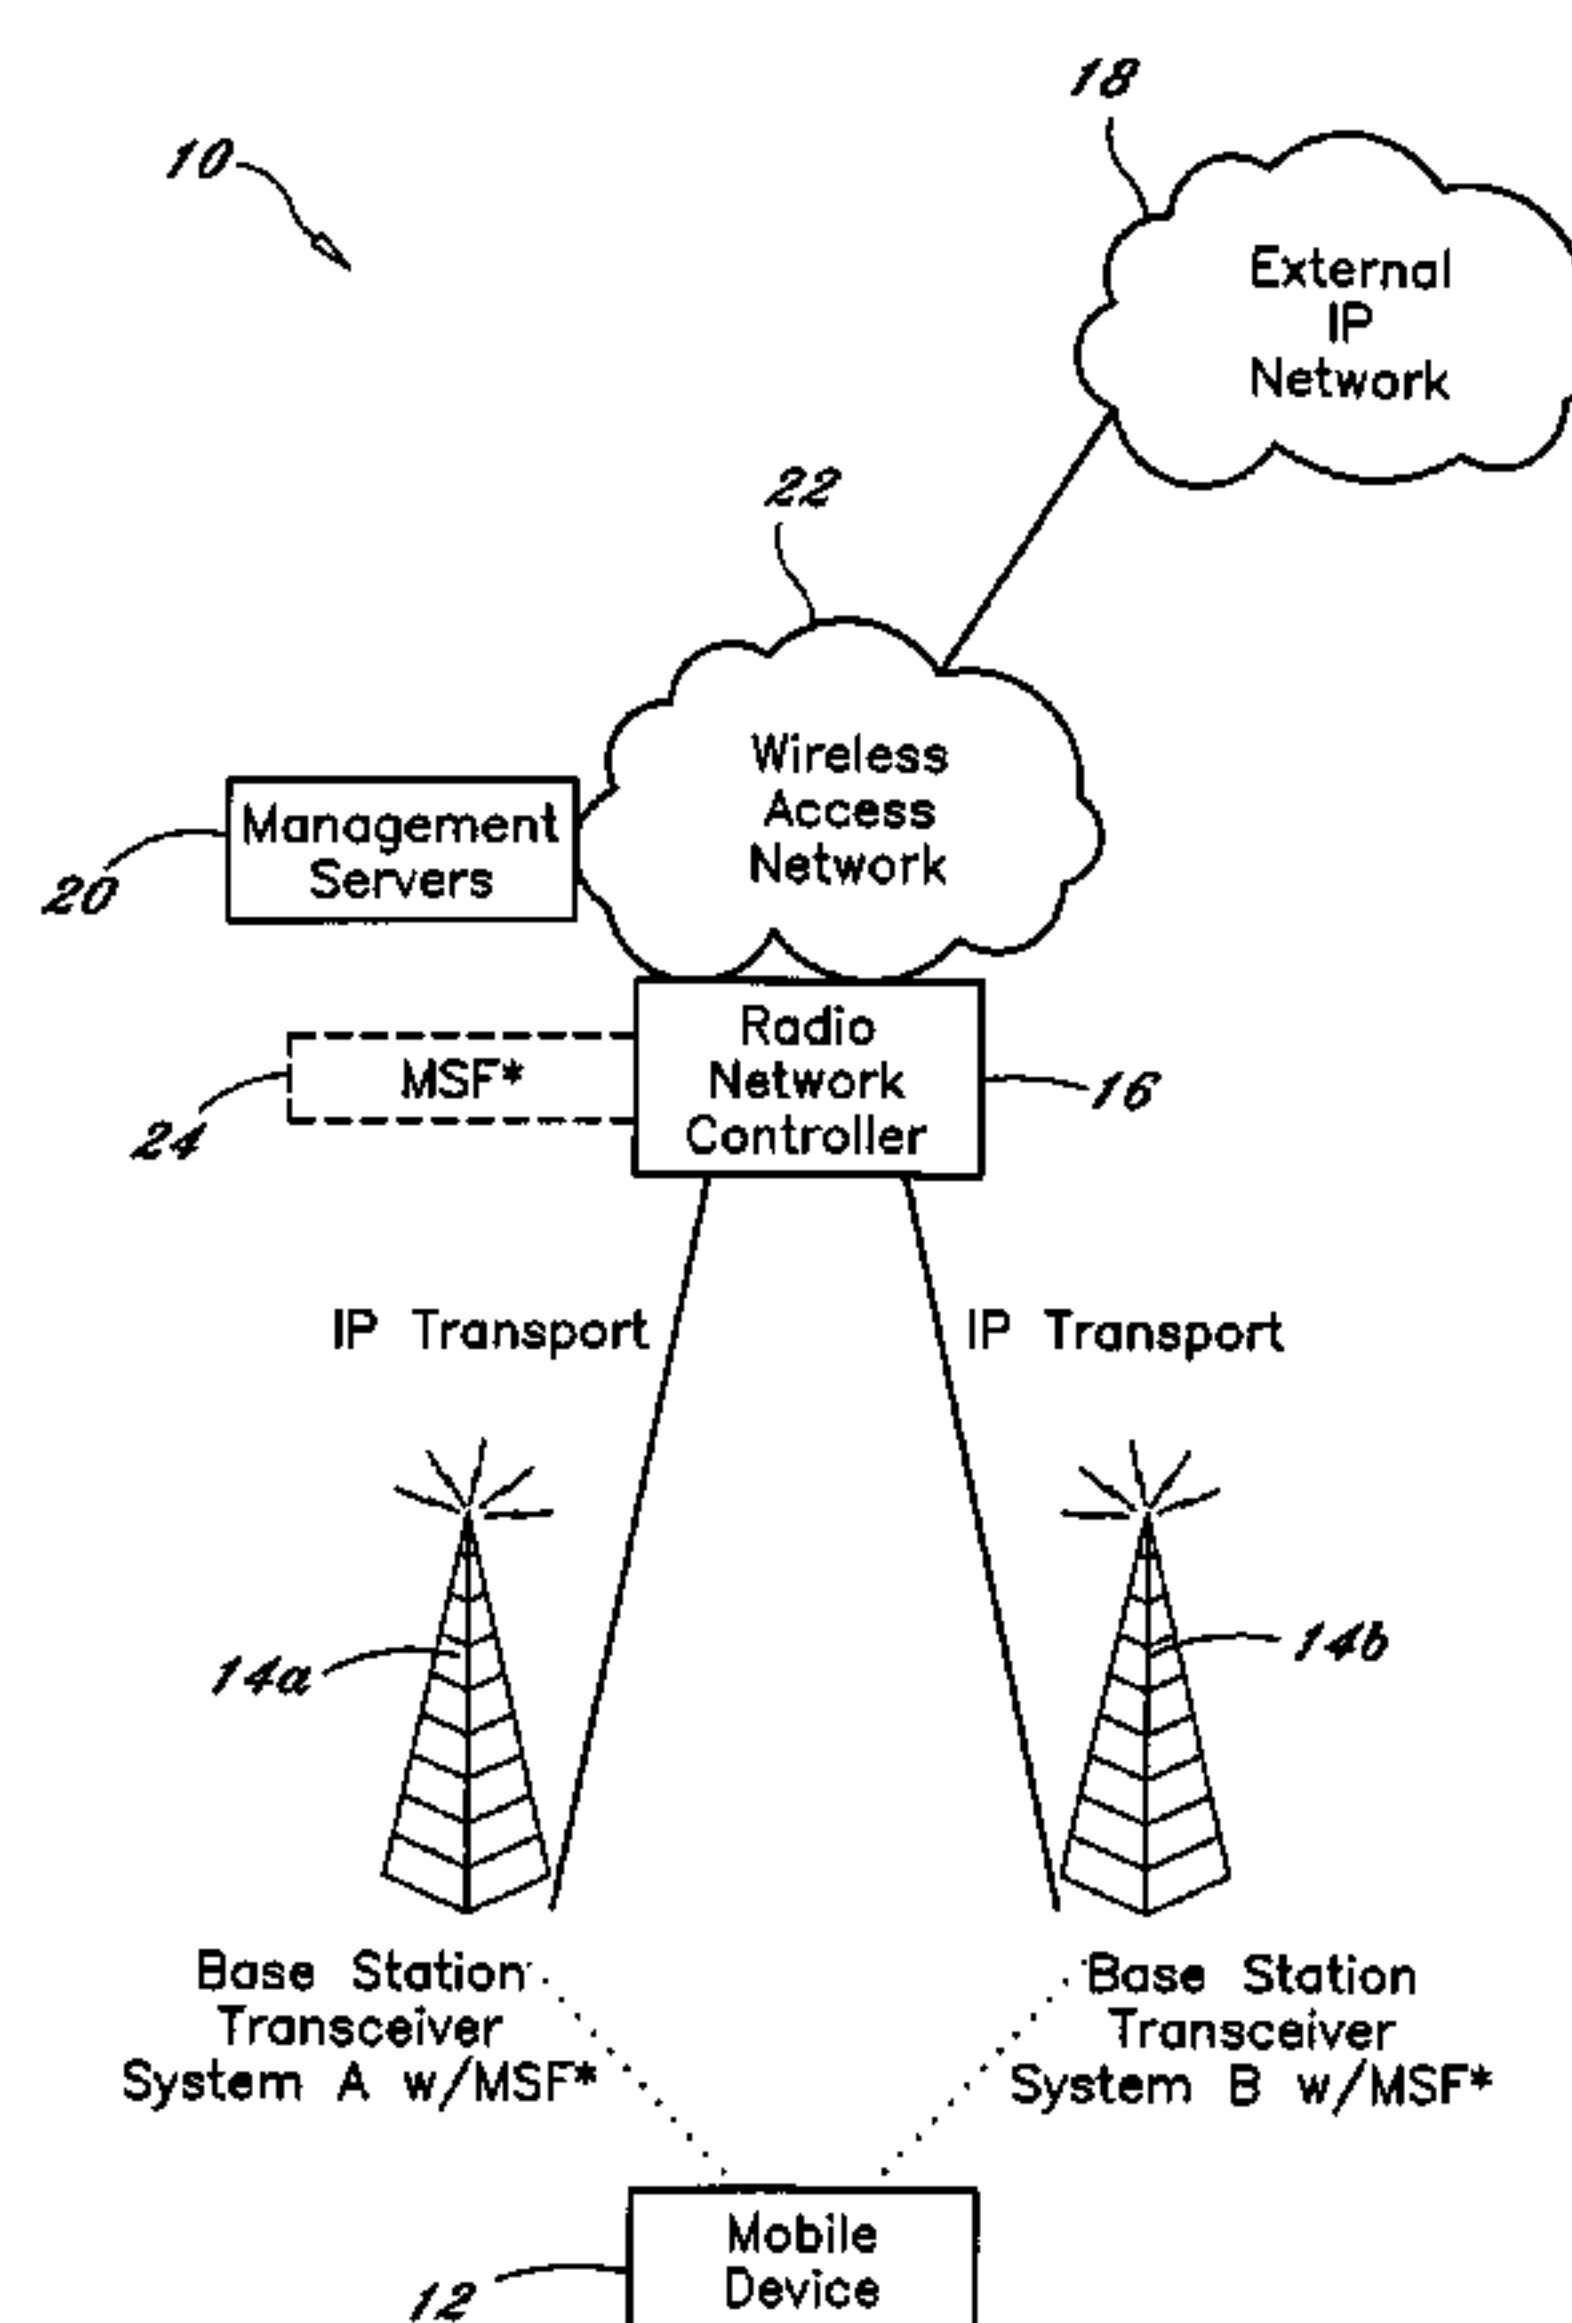 18
10
External
IP
Network
22
Wireless
Access
Network
Management
Servers
20
Radio
Network
Controller
MSF*
16
24
IP Transport
IP Transport
14a
14b
Base Station
Transceiver
System A w/MSF*
Base Station
Transceiver
System B w/MSF*
Mobile
Device
12